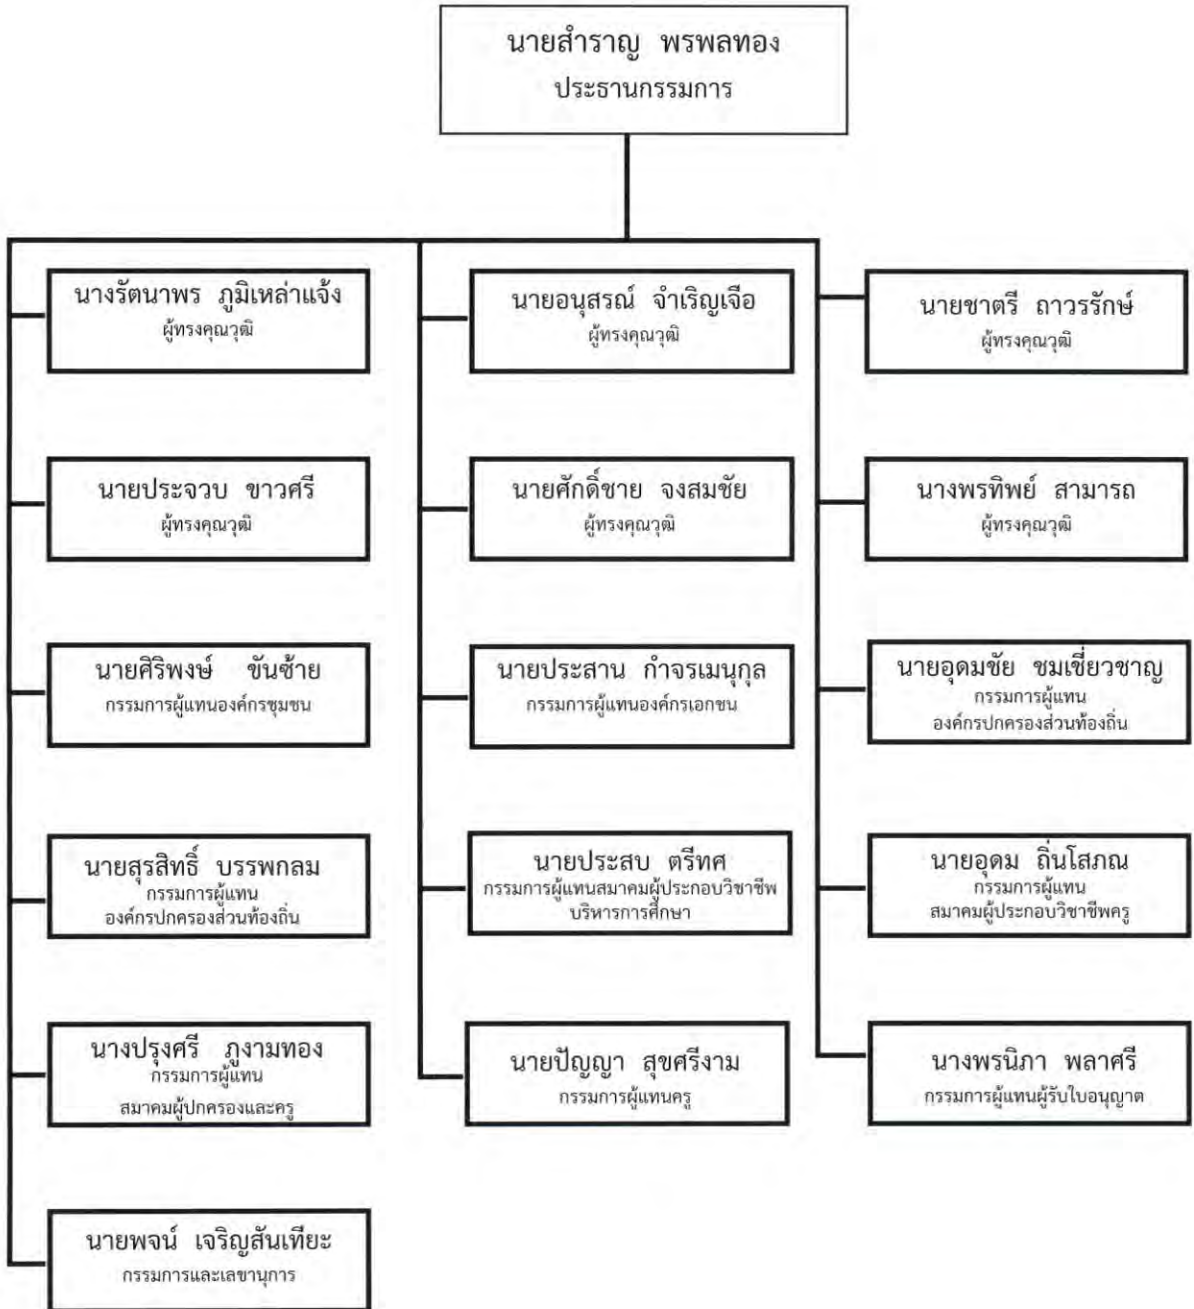 นายสำราญ พรพลทอง
ประธานกรรมการ
นางรัตนาพร ภูมิเหล่าแจ้ง
ผู้ทรงคุณวุฒิ
นายอนุสรณ์ จำเริญเจือ
ผู้ทรงคุณวุฒิ
นายชาตรี ถาวรรักษ์
ผู้ทรงคุณวุฒิ
นายประจวบ ขาวศรี
ผู้ทรงคุณวุฒิ
นายศักดิ์ชาย จงสมชัย
ผู้ทรงคุณวุฒิ
นางพรทิพย์ สามารถ
ผู้ทรงคุณวุฒิ
นายศิริพงษ์ ขันซ้าย
กรรมการผู้แทนองค์กรชุมชน
นายประสาน กำจรเมนุกูล
กรรมการผู้แทนองค์กรเอกชน
นายอุดมชัย ชมเชี่ยวชาญ
กรรมการผู้แทน
องค์กรปกครองส่วนท้องถิ่น
นายสุรสิทธิ์ บรรพกลม
กรรมการผู้แทน
องค์กรปกครองส่วนท้องถิ่น
นายประสบ ตรีทศ
กรรมการผู้แทนสมาคมผู้ประกอบวิชาชีพ
บริหารการศึกษา
นายอุดม ถิ่นโสภณ
กรรมการผู้แทน
สมาคมผู้ประกอบวิชาชีพครู
นางปรุงศรี ภูงามทอง
กรรมการผู้แทน
สมาคมผู้ปกครองและครู
นายปัญญา สุขศรีงาม
กรรมการผู้แทนครู
นางพรนิภา พลาศรี
กรรมการผู้แทนผู้รับใบอนุญาต
นายพจน์ เจริญสันเทียะ
กรรมการและเลขานุการ